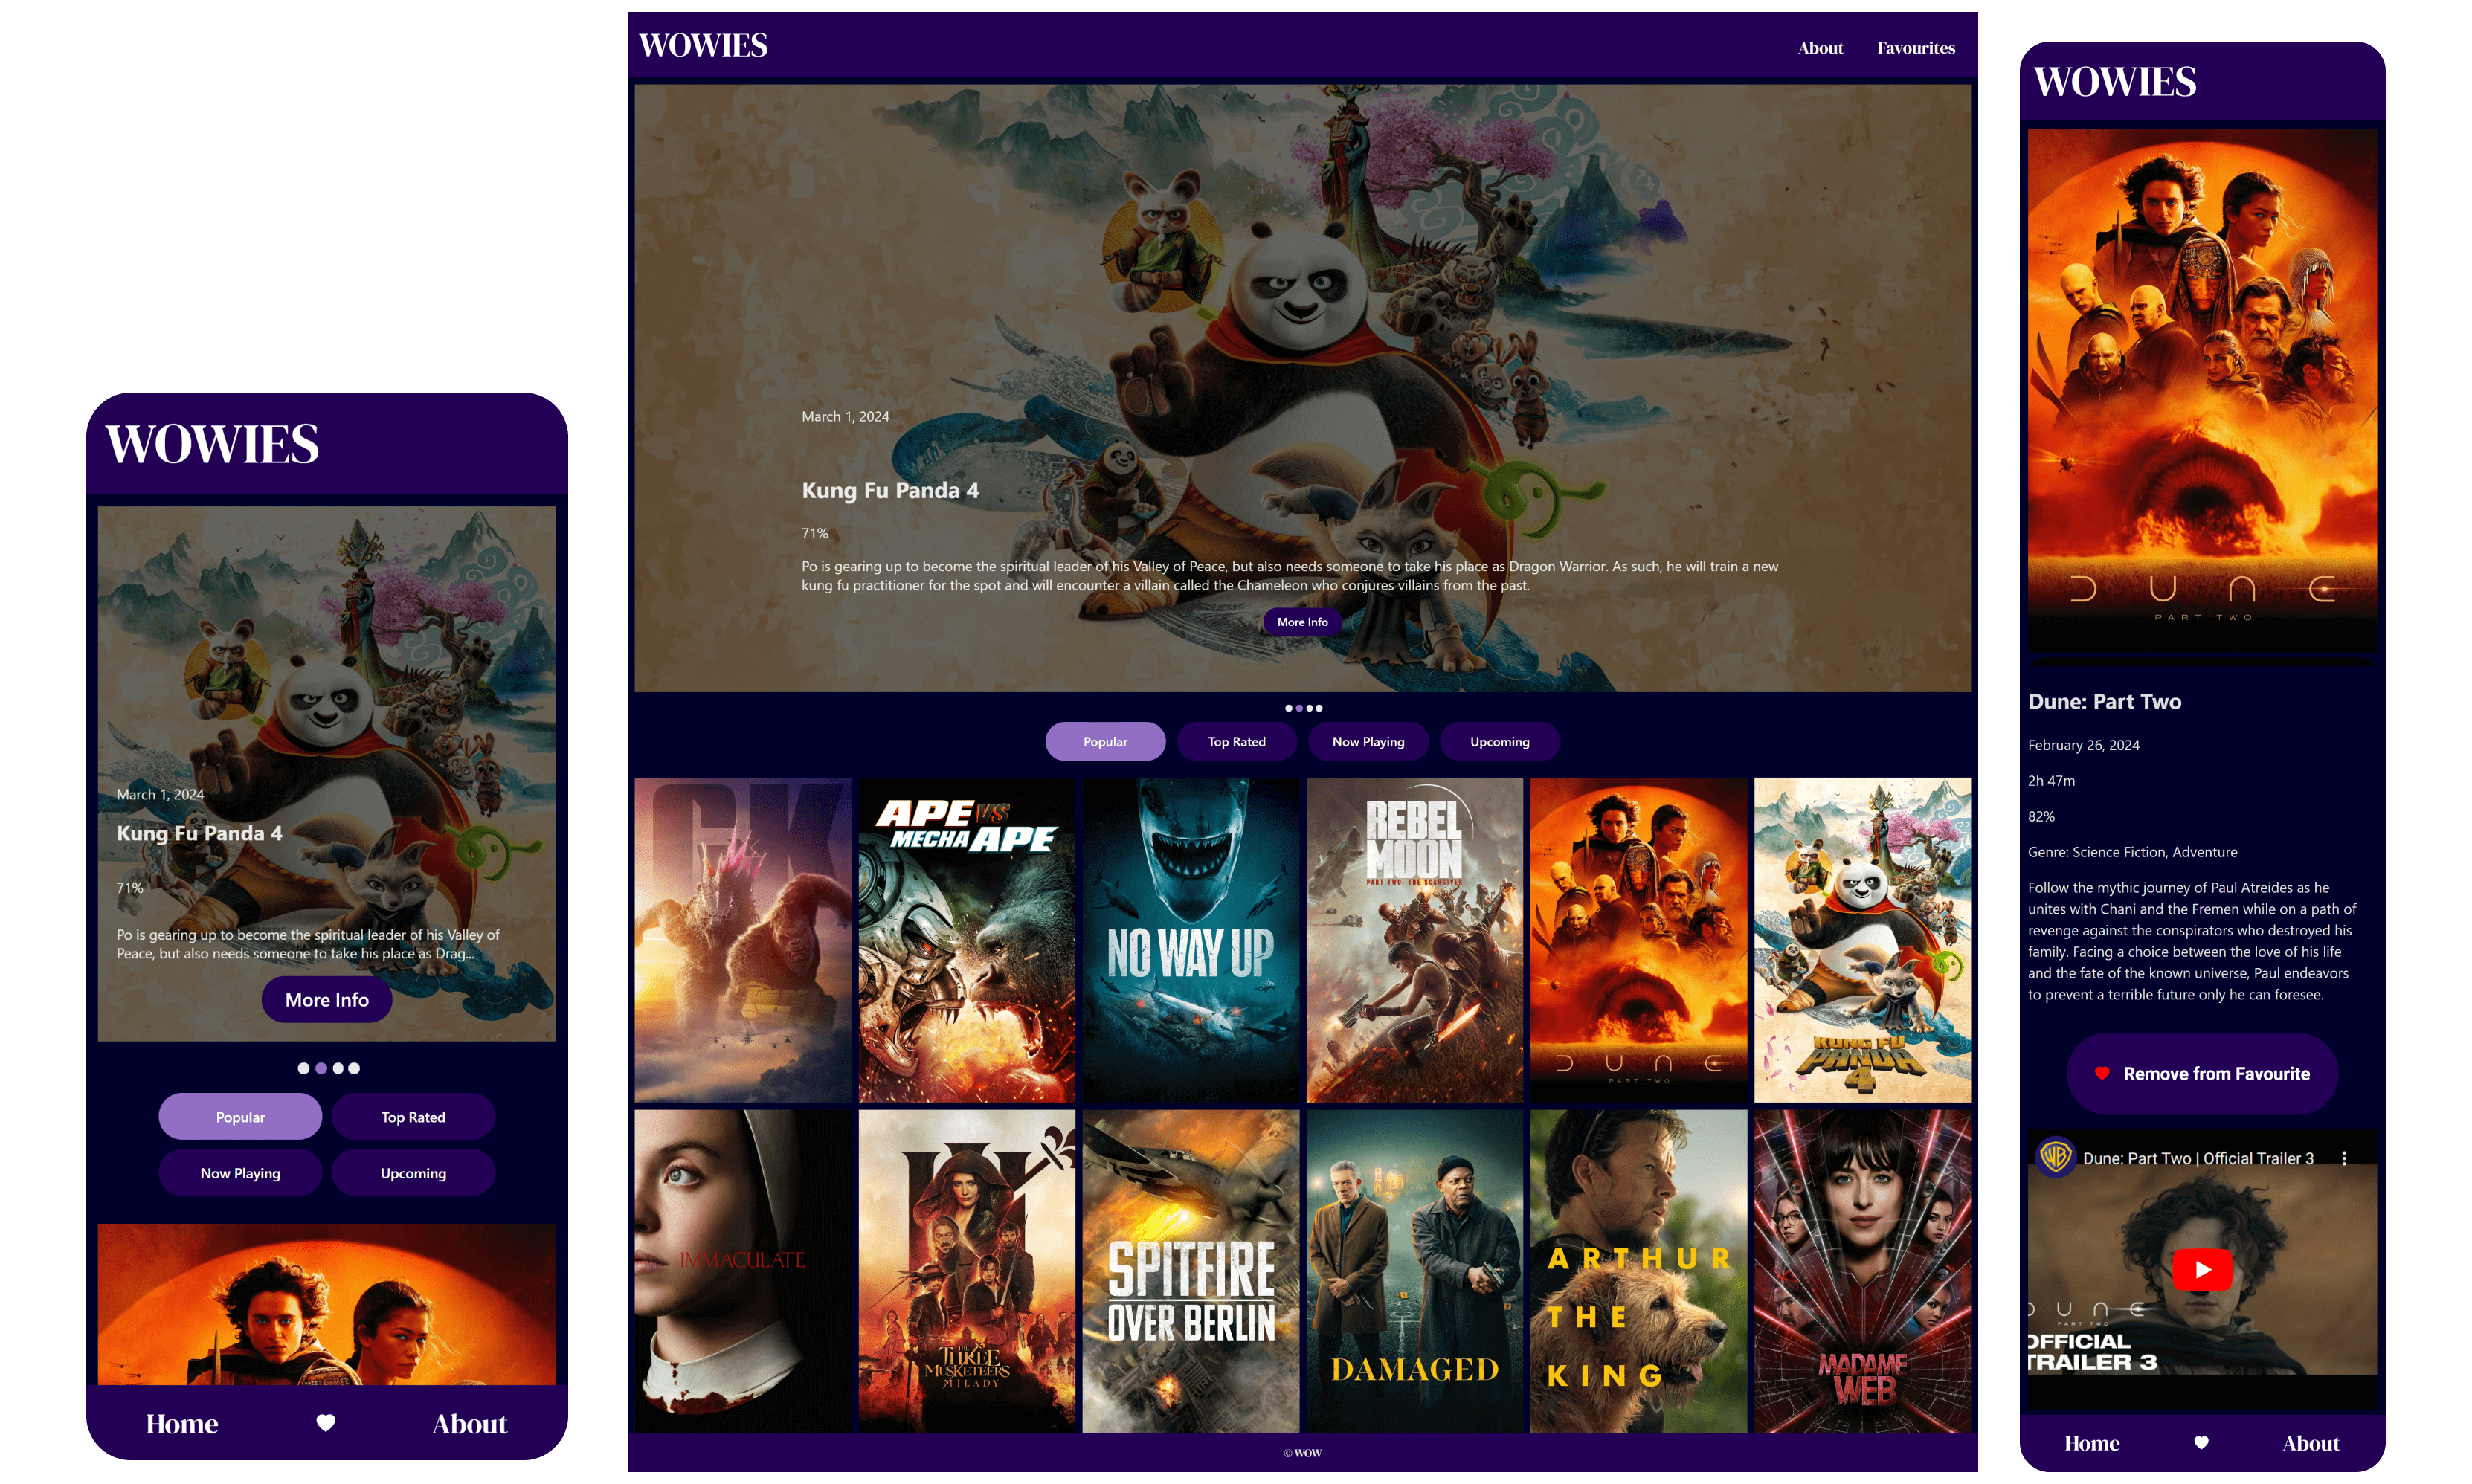 WOWIES
March 1, 2024
Kung Fu Panda 4
71%
Po is gearing up to become the spiritual leader of his Valley of
Peace, but also needs someone to take his place as Drag...
More Info
Popular
Top Rated
Now Playing
Upcoming
Home
About
WOWIES
About
Favourites
March 1, 2024
Kung Fu Panda 4
71%
Po is gearing up to become the spiritual leader of his Valley of Peace, but also needs someone to take his place as Dragon Warrior. As such, he will train a new
kung fu practitioner for the spot and will encounter a villain called the Chameleon who conjures villains from the past.
More Info
Popular
Top Rated
Now Playing
Upcoming
GK
APE VS
MECHA APE
NO WAY UP
REBEL
MOON
PART TWO: THE SCARGIVER
DUNE
PART TWO
KUNG FU
PANDA
4
IMMACULATE
THE
THREE
MUSKETEERS
MILADY
SPITFIRE
OVER BERLIN
DAMAGED
ARTHUR
THE
KING
MADAME
WEB
© WOW
WOWIES
DUNE
PART TWO
Dune: Part Two
February 26, 2024
2h 47m
82%
Genre: Science Fiction, Adventure
Follow the mythic journey of Paul Atreides as he
unites with Chani and the Fremen while on a path of
revenge against the conspirators who destroyed his
family. Facing a choice between the love of his life
and the fate of the known universe, Paul endeavors
to prevent a terrible future only he can foresee.
Remove from Favourite
WB
Dune: Part Two | Official Trailer 3
DUNE
PART TWO
OFFICIAL
TRAILER 3
Home
About